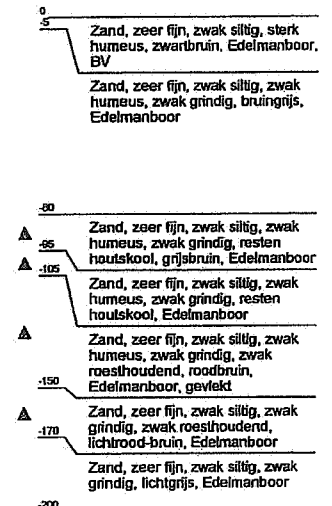 0
-5
Zand, zeer fijn, zwak siltig, sterk
humeus, zwartbruin, Edelmanboor,
BV
Zand, zeer fijn, zwak siltig, zwak
humeus, zwak grindig, bruingrijs,
Edelmanboor
-80
Zand, zeer fijn, zwak siltig, zwak
humeus, zwak grindig, resten
houtskool, grijsbruin, Edelmanboor
-95
-105
Zand, zeer fijn, zwak siltig, zwak
humeus, zwak grindig, resten
houtskool, Edelmanboor
Zand, zeer fijn, zwak siltig, zwak
humeus, zwak grindig, zwak
roesthoudend, roodbruin,
Edelmanboor, gevlekt
-150
Zand, zeer fijn, zwak siltig, zwak
grindig, zwak roesthoudend,
lichtrood-bruin, Edelmanboor
-170
Zand, zeer fijn, zwak siltig, zwak
grindig, lichtgrijs, Edelmanboor
-200